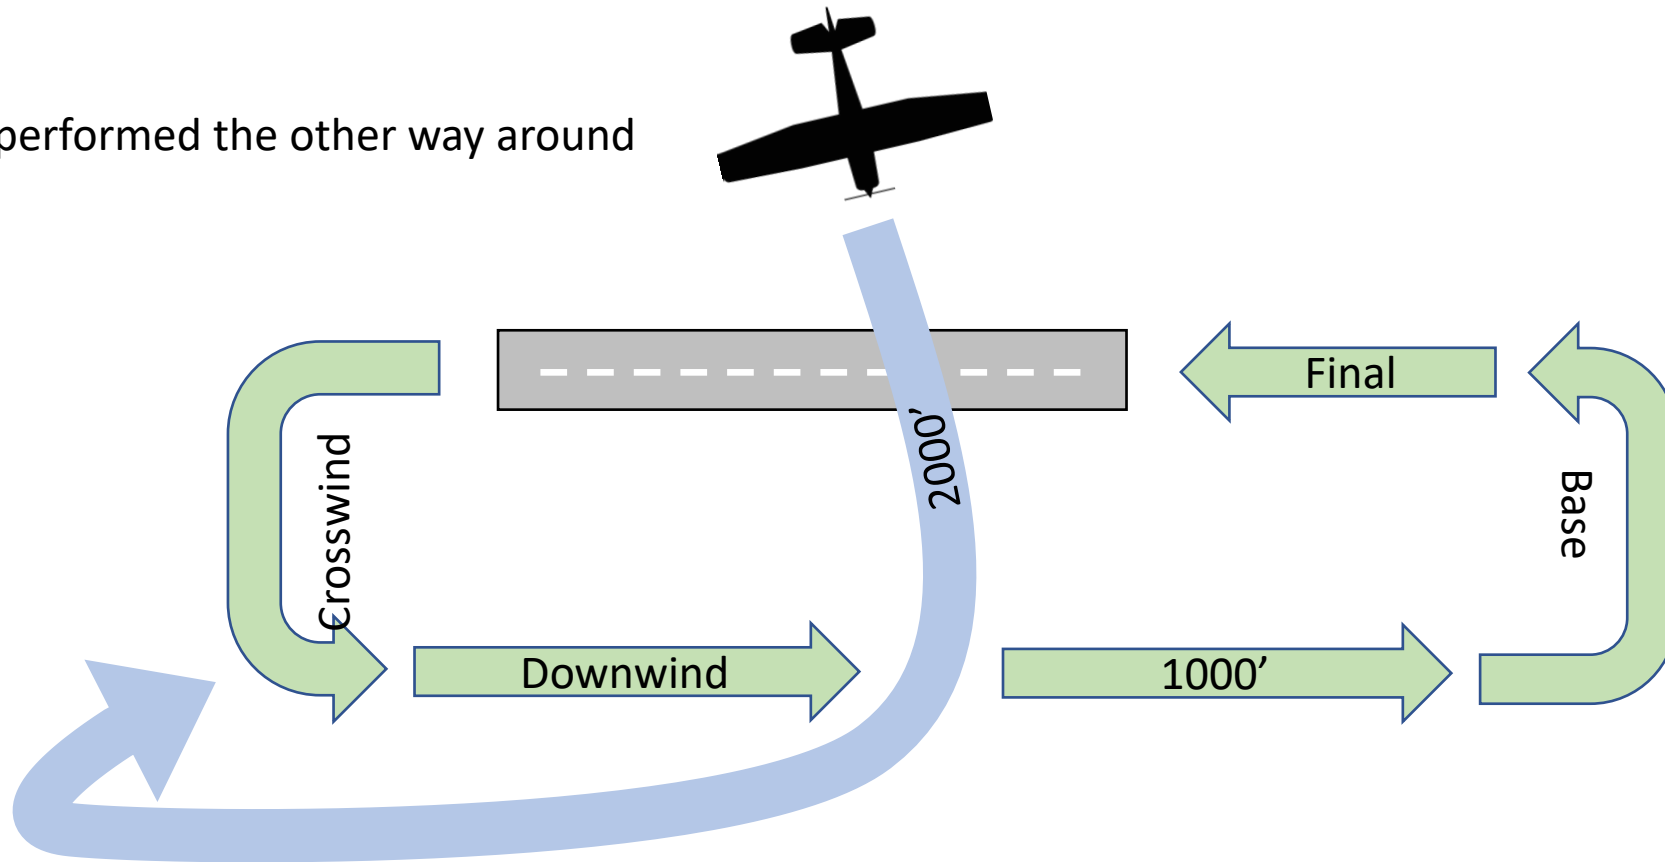 performed the other way around
Final
2000’
Crosswind
Base
Downwind
1000’